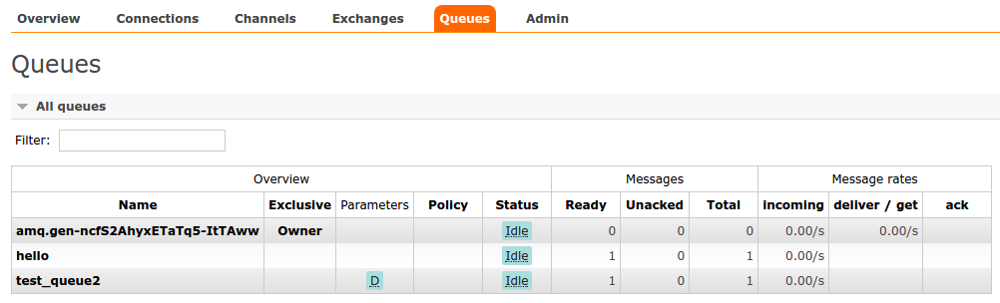 Overview Connections Channels Exchanges Queues Admin
Queues
All queues
Filter:
Overview Messages Message rates
Name Exclusive Parameters Policy Status Ready Unacked Total incoming deliver / get ack
amq.gen-ncfS2AhyxETaTq5-ItTAww Owner Idle 0 0 0 0.00/s 0.00/s
hello Idle 1 0 1 0.00/s
test_queue2 D Idle 1 0 1 0.00/s